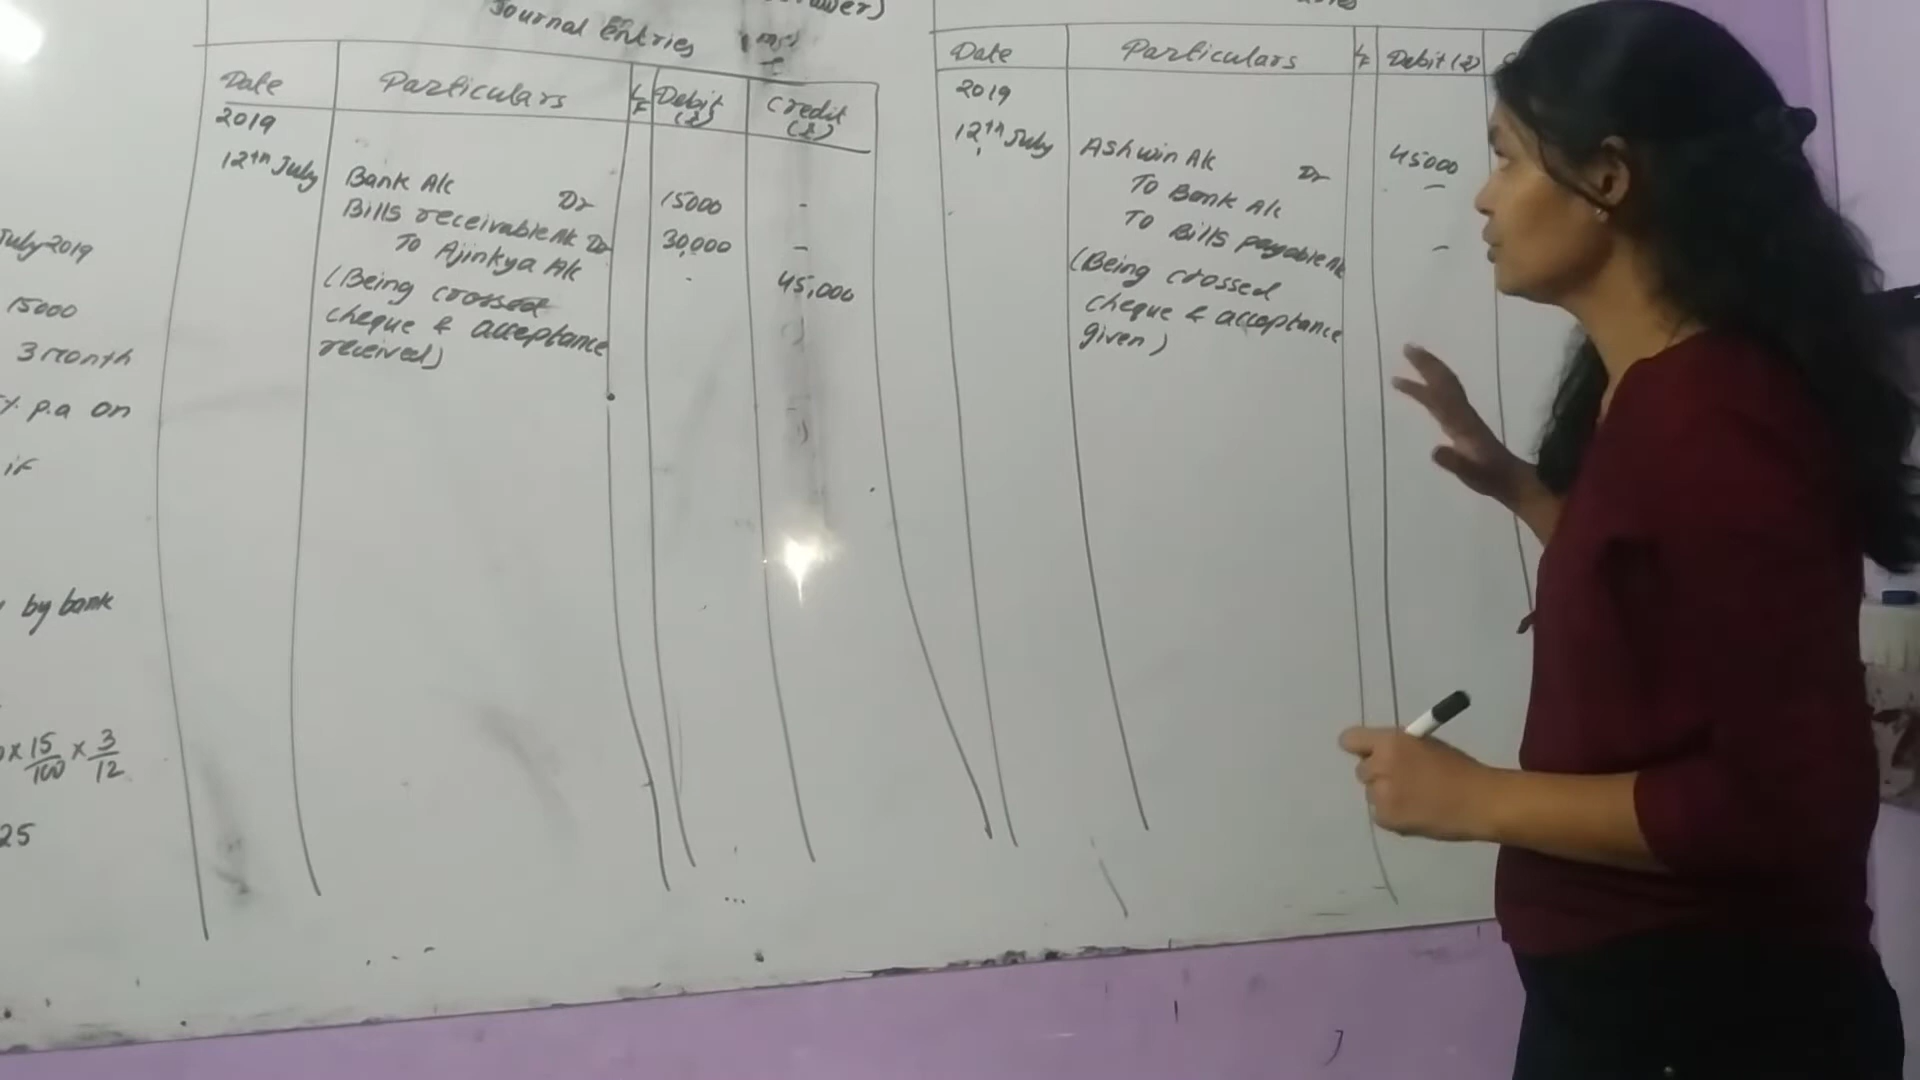 Journal Entries
Date Particulars LF Debit (₹) Credit (₹)
2019
12th July Bank A/c Dr 15000 -
Bills receivable A/c Dr 30,000 -
To Ajinkya A/c - 45,000
(Being crossed
cheque & acceptance
received)
Date Particulars LF Debit (₹)
2019
12th July Ashwin A/c Dr 45000
To Bank A/c -
To Bills payable A/c -
(Being crossed
cheque & acceptance
given)
July 2019
15000
3 month
% p.a on
if
by bank
× 15/100 × 3/12
25